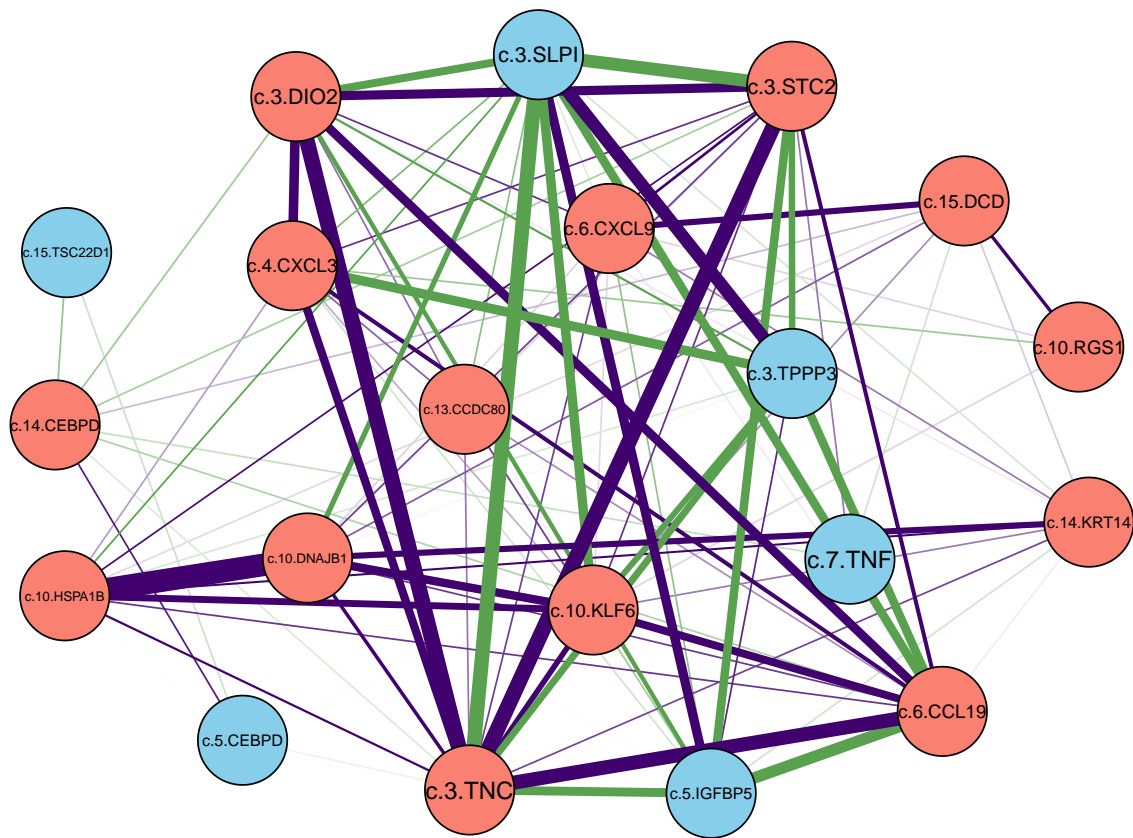 c.3.SLPI
c.3.DIO2
c.3.STC2
c.15.DCD
c.6.CXCL9
c.15.TSC22D1
c.4.CXCL3
c.10.RGS1
c.3.TPPP3
c.13.CCDC80
c.14.CEBPD
c.14.KRT14
c.10.DNAJB1
c.7.TNF
c.10.HSPA1B
c.10.KLF6
c.6.CCL19
c.5.CEBPD
c.3.TNC
c.5.IGFBP5